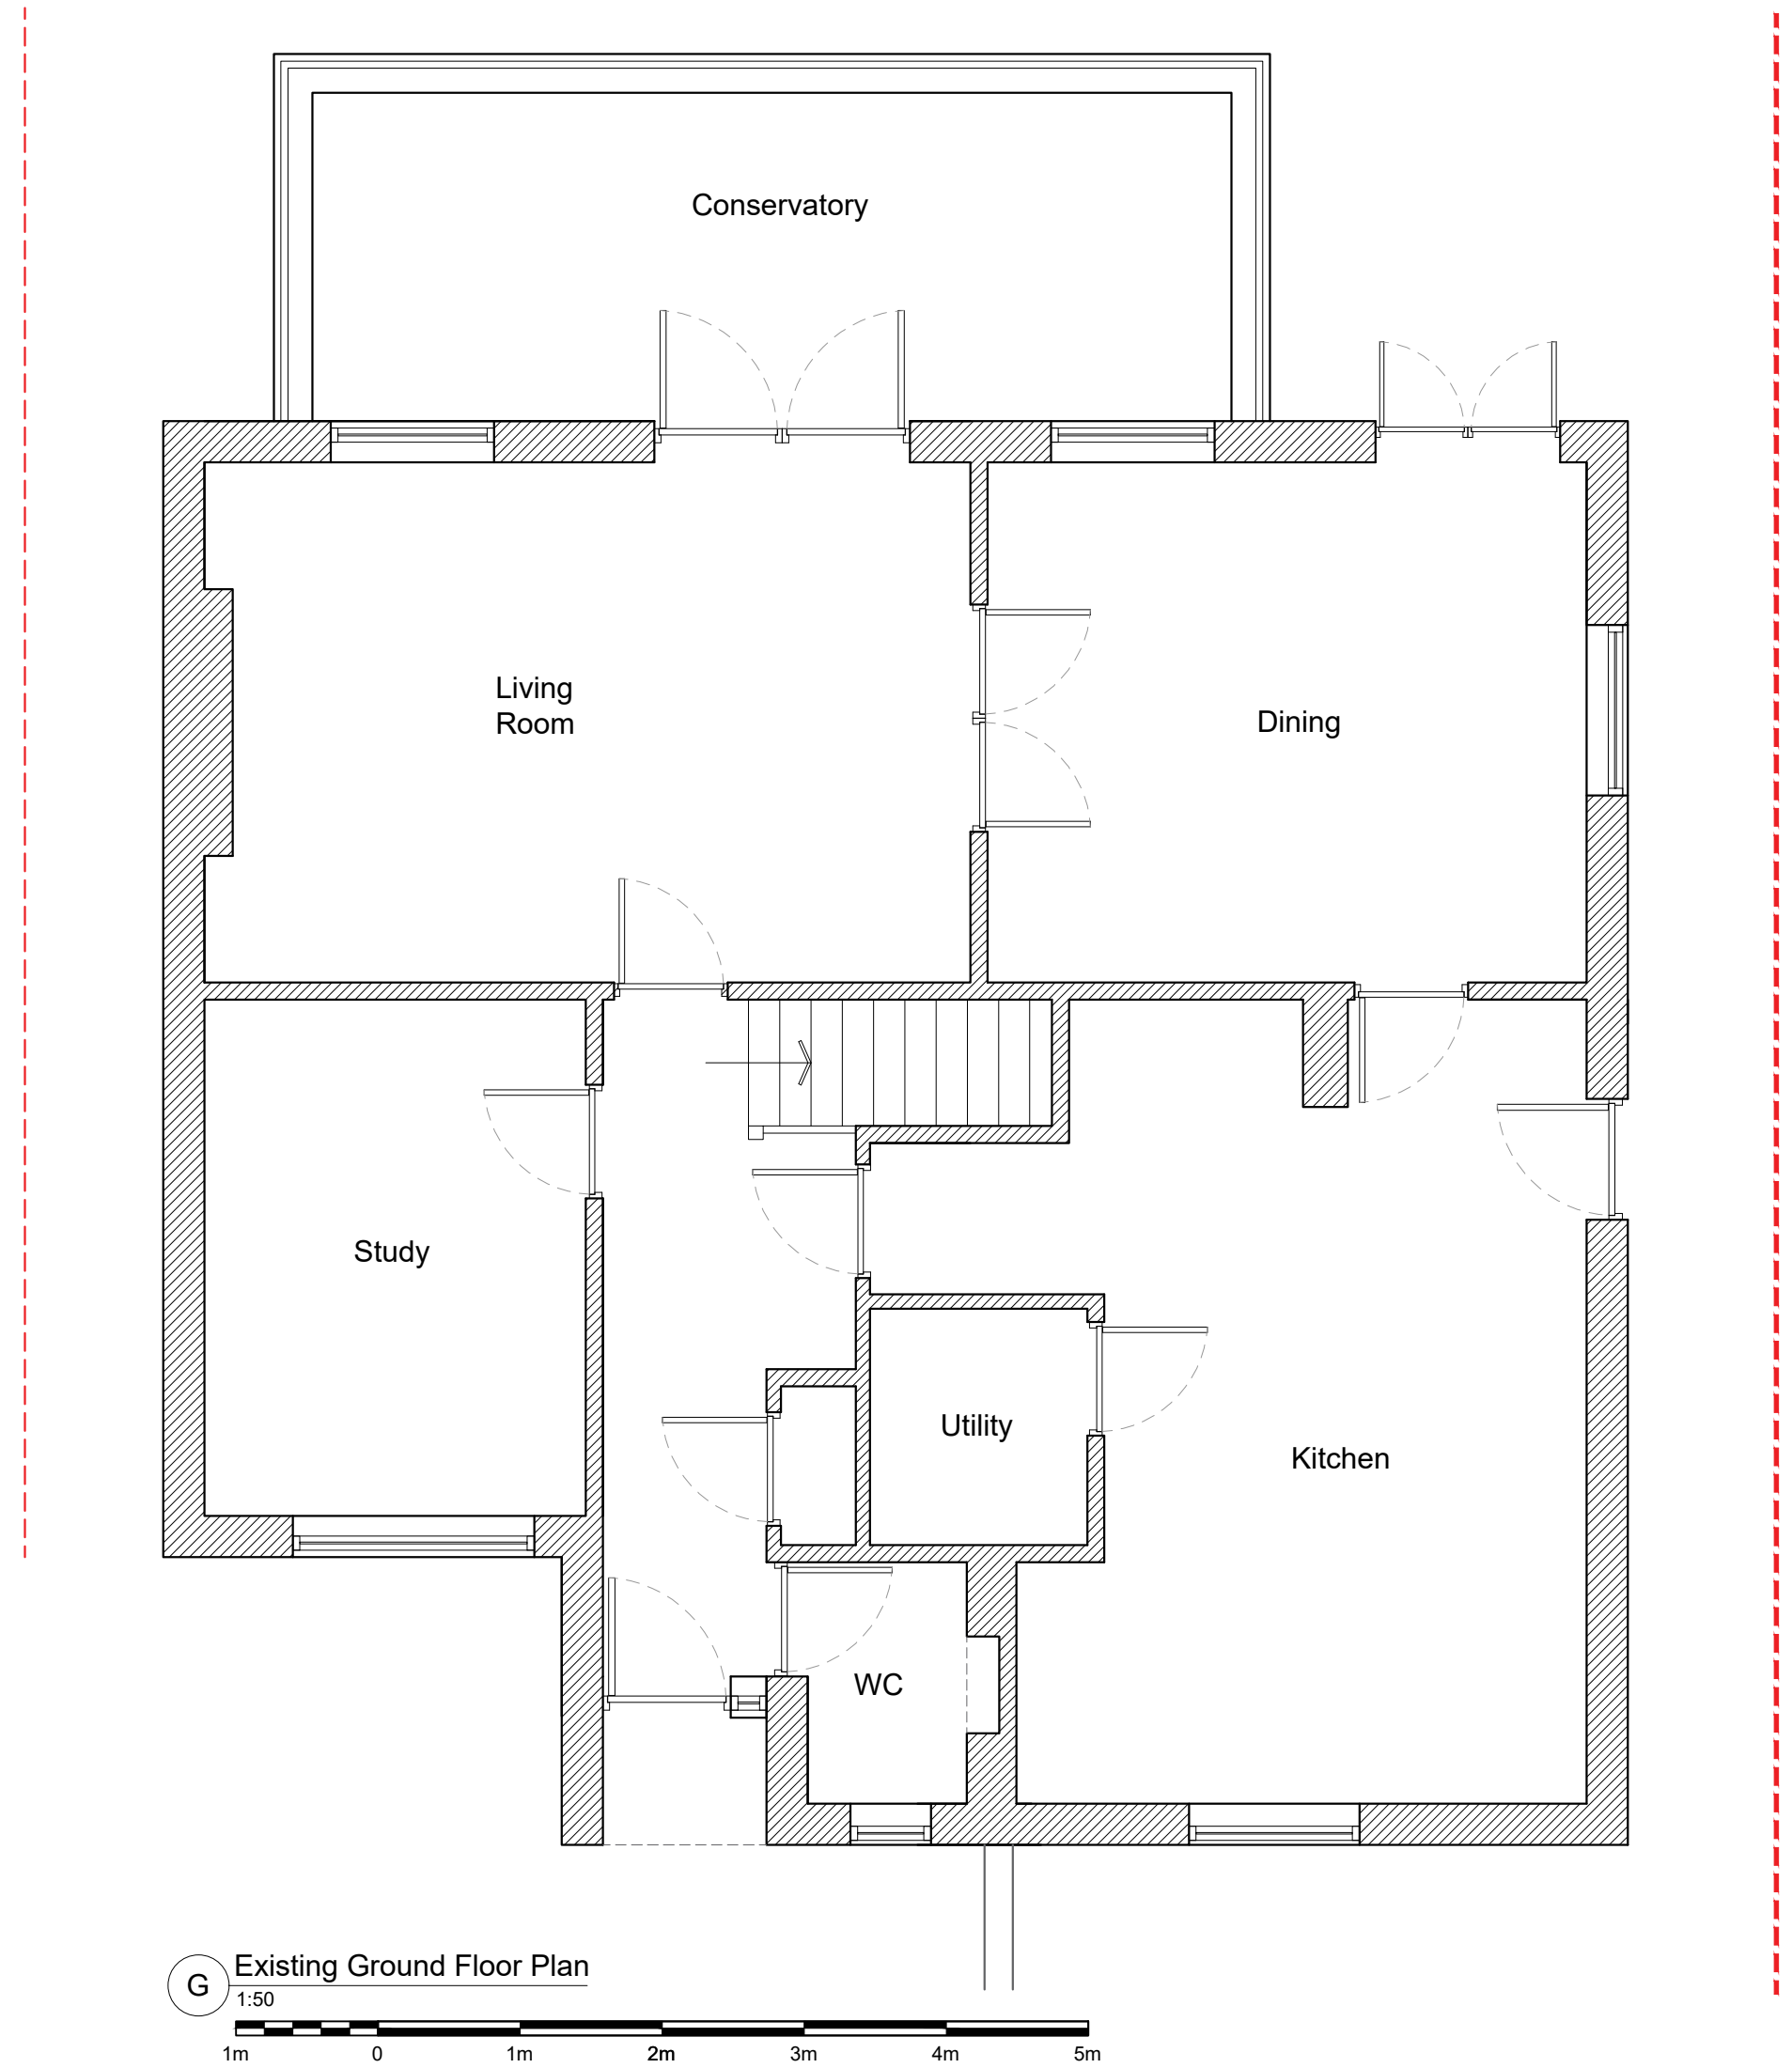 Conservatory
Living
Room
Dining
Study
Utility
Kitchen
WC
G
Existing Ground Floor Plan
1:50
1m 0 1m 2m 3m 4m 5m